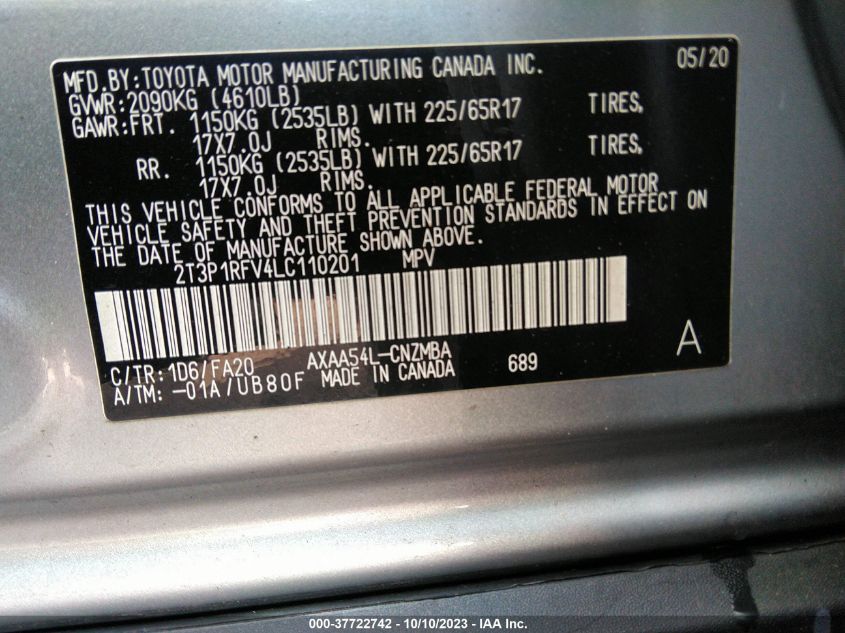 MFD.BY:TOYOTA MOTOR MANUFACTURING CANADA INC. 05/20
GVWR:2090KG (4610LB)
GAWR:FRT. 1150KG (2535LB) WITH 225/65R17 TIRES,
17X7.0J RIMS.
RR. 1150KG (2535LB) WITH 225/65R17 TIRES,
17X7.0J RIMS.
THIS VEHICLE CONFORMS TO ALL APPLICABLE FEDERAL MOTOR
VEHICLE SAFETY AND THEFT PREVENTION STANDARDS IN EFFECT ON
THE DATE OF MANUFACTURE SHOWN ABOVE.
2T3P1RFV4LC110201 MPV
A
C/TR:1D6/FA20 AXAA54L-CNZMBA
A/TM:-01A/UB80F MADE IN CANADA 689
000-37722742 - 10/10/2023 - IAA Inc.